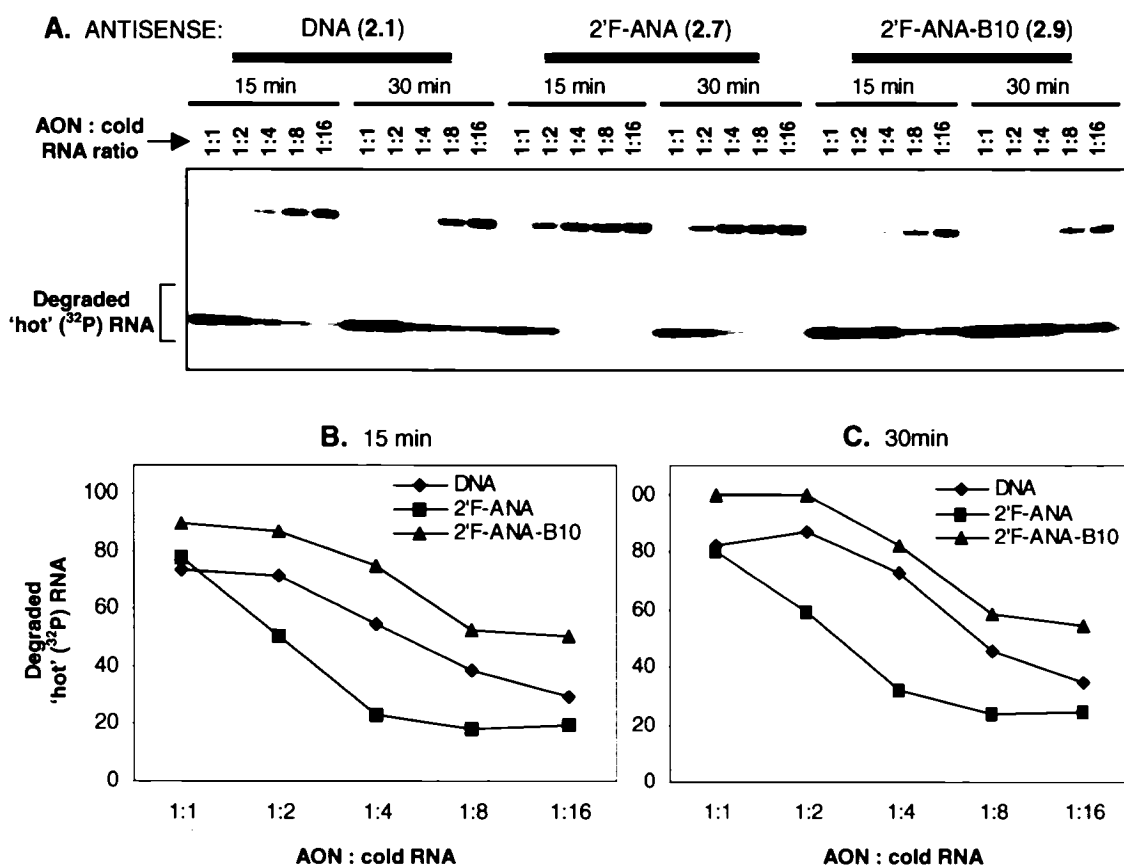 A. ANTISENSE: DNA (2.1) 2'F-ANA (2.7) 2'F-ANA-B10 (2.9)
15 min 30 min 15 min 30 min 15 min 30 min
AON : cold
RNA ratio
1:1 1:2 1:4 1:8 1:16 1:1 1:2 1:4 1:8 1:16 1:1 1:2 1:4 1:8 1:16 1:1 1:2 1:4 1:8 1:16 1:1 1:2 1:4 1:8 1:16 1:1 1:2 1:4 1:8 1:16
Degraded
'hot' (³²P) RNA
B. 15 min
Degraded
'hot' (³²P) RNA
100
80
60
40
20
0
DNA
2'F-ANA
2'F-ANA-B10
1:1 1:2 1:4 1:8 1:16
AON : cold RNA
C. 30min
00
80
60
40
20
0
DNA
2'F-ANA
2'F-ANA-B10
1:1 1:2 1:4 1:8 1:16
AON : cold RNA